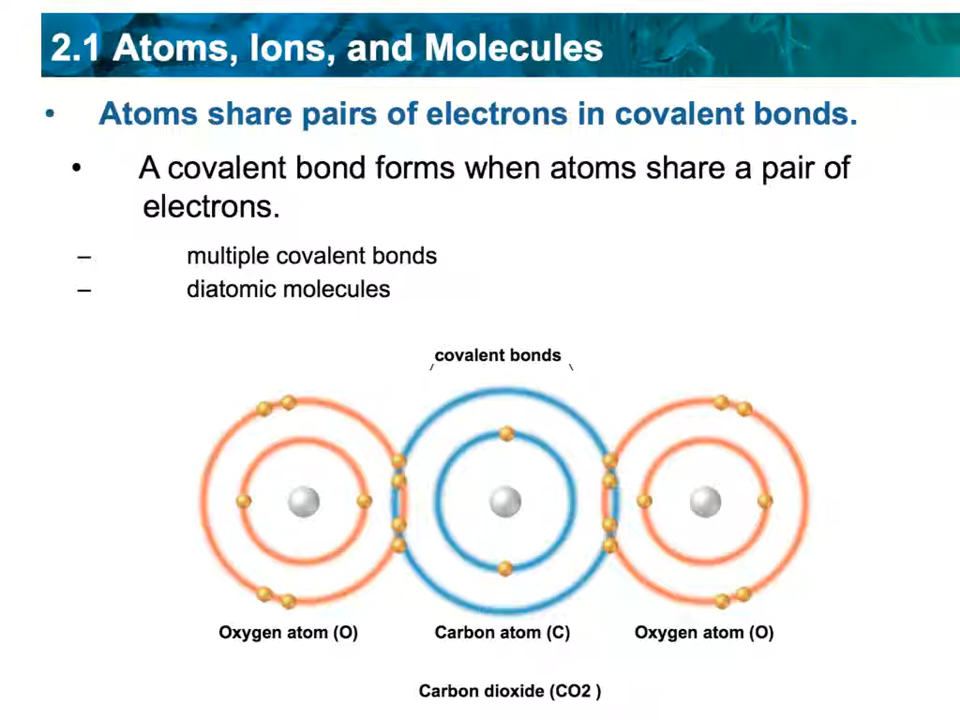 2.1 Atoms, Ions, and Molecules
• Atoms share pairs of electrons in covalent bonds.
• A covalent bond forms when atoms share a pair of
electrons.
– multiple covalent bonds
– diatomic molecules
covalent bonds
Oxygen atom (O) Carbon atom (C) Oxygen atom (O)
Carbon dioxide (CO2 )